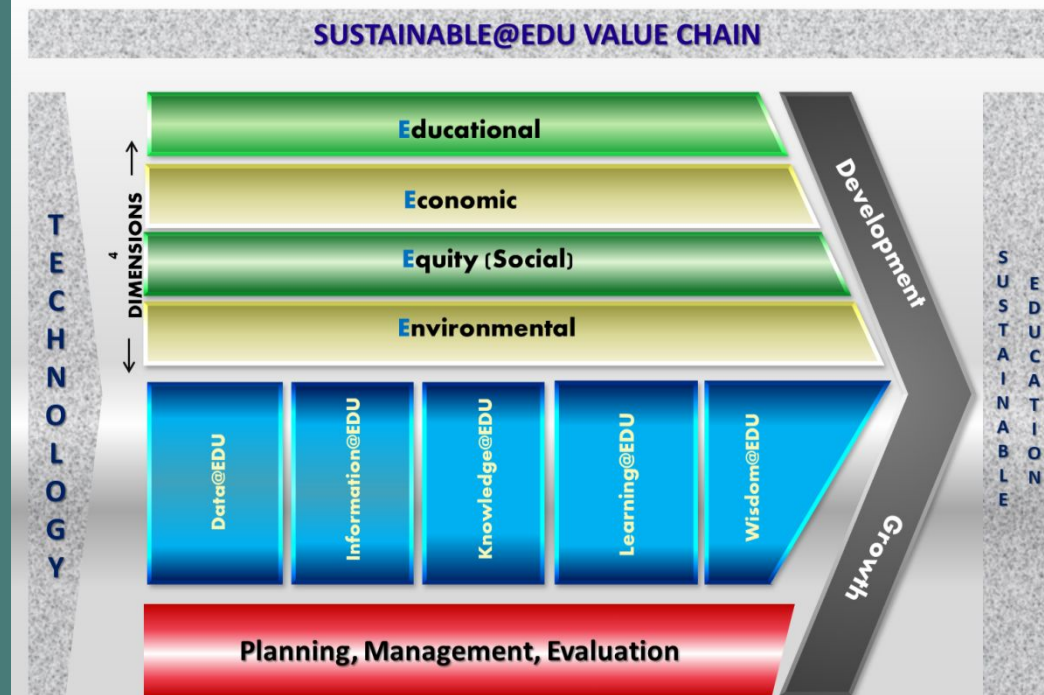 SUSTAINABLE@EDU VALUE CHAIN
TECHNOLOGY
4
DIMENSIONS
Educational
Economic
Equity (Social)
Environmental
Data@EDU
Information@EDU
Knowledge@EDU
Learning@EDU
Wisdom@EDU
Planning, Management, Evaluation
Development
Growth
SUSTAINABLE
EDUCATION